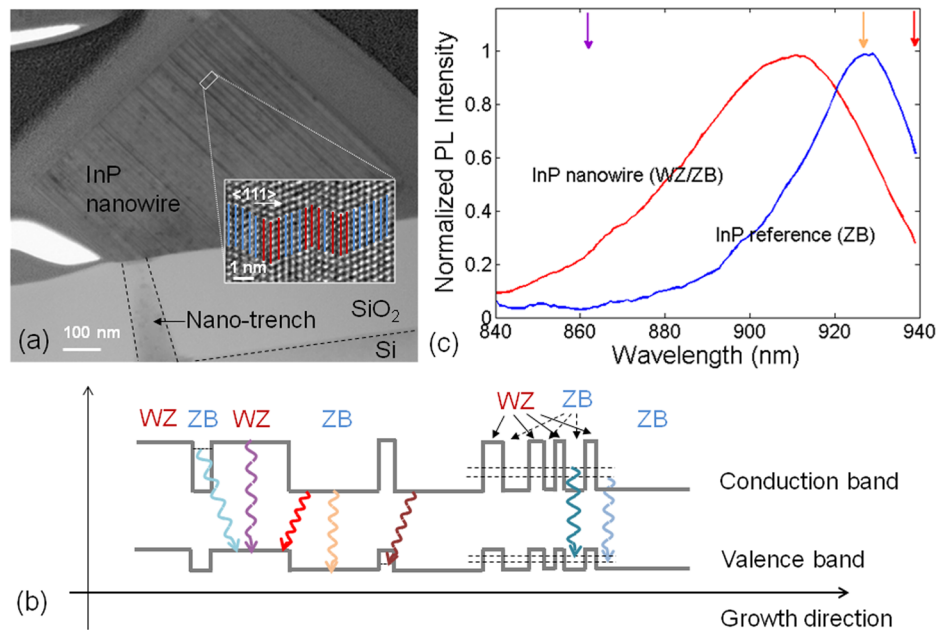 InP
nanowire
<111>
1 nm
Nano-trench
SiO2
Si
100 nm
(a)
Normalized PL Intensity
1
0.8
0.6
0.4
0.2
0
InP nanowire (WZ/ZB)
InP reference (ZB)
840 860 880 900 920 940
Wavelength (nm)
(c)
WZ ZB WZ ZB WZ ZB ZB
Conduction band
Valence band
(b)
Growth direction